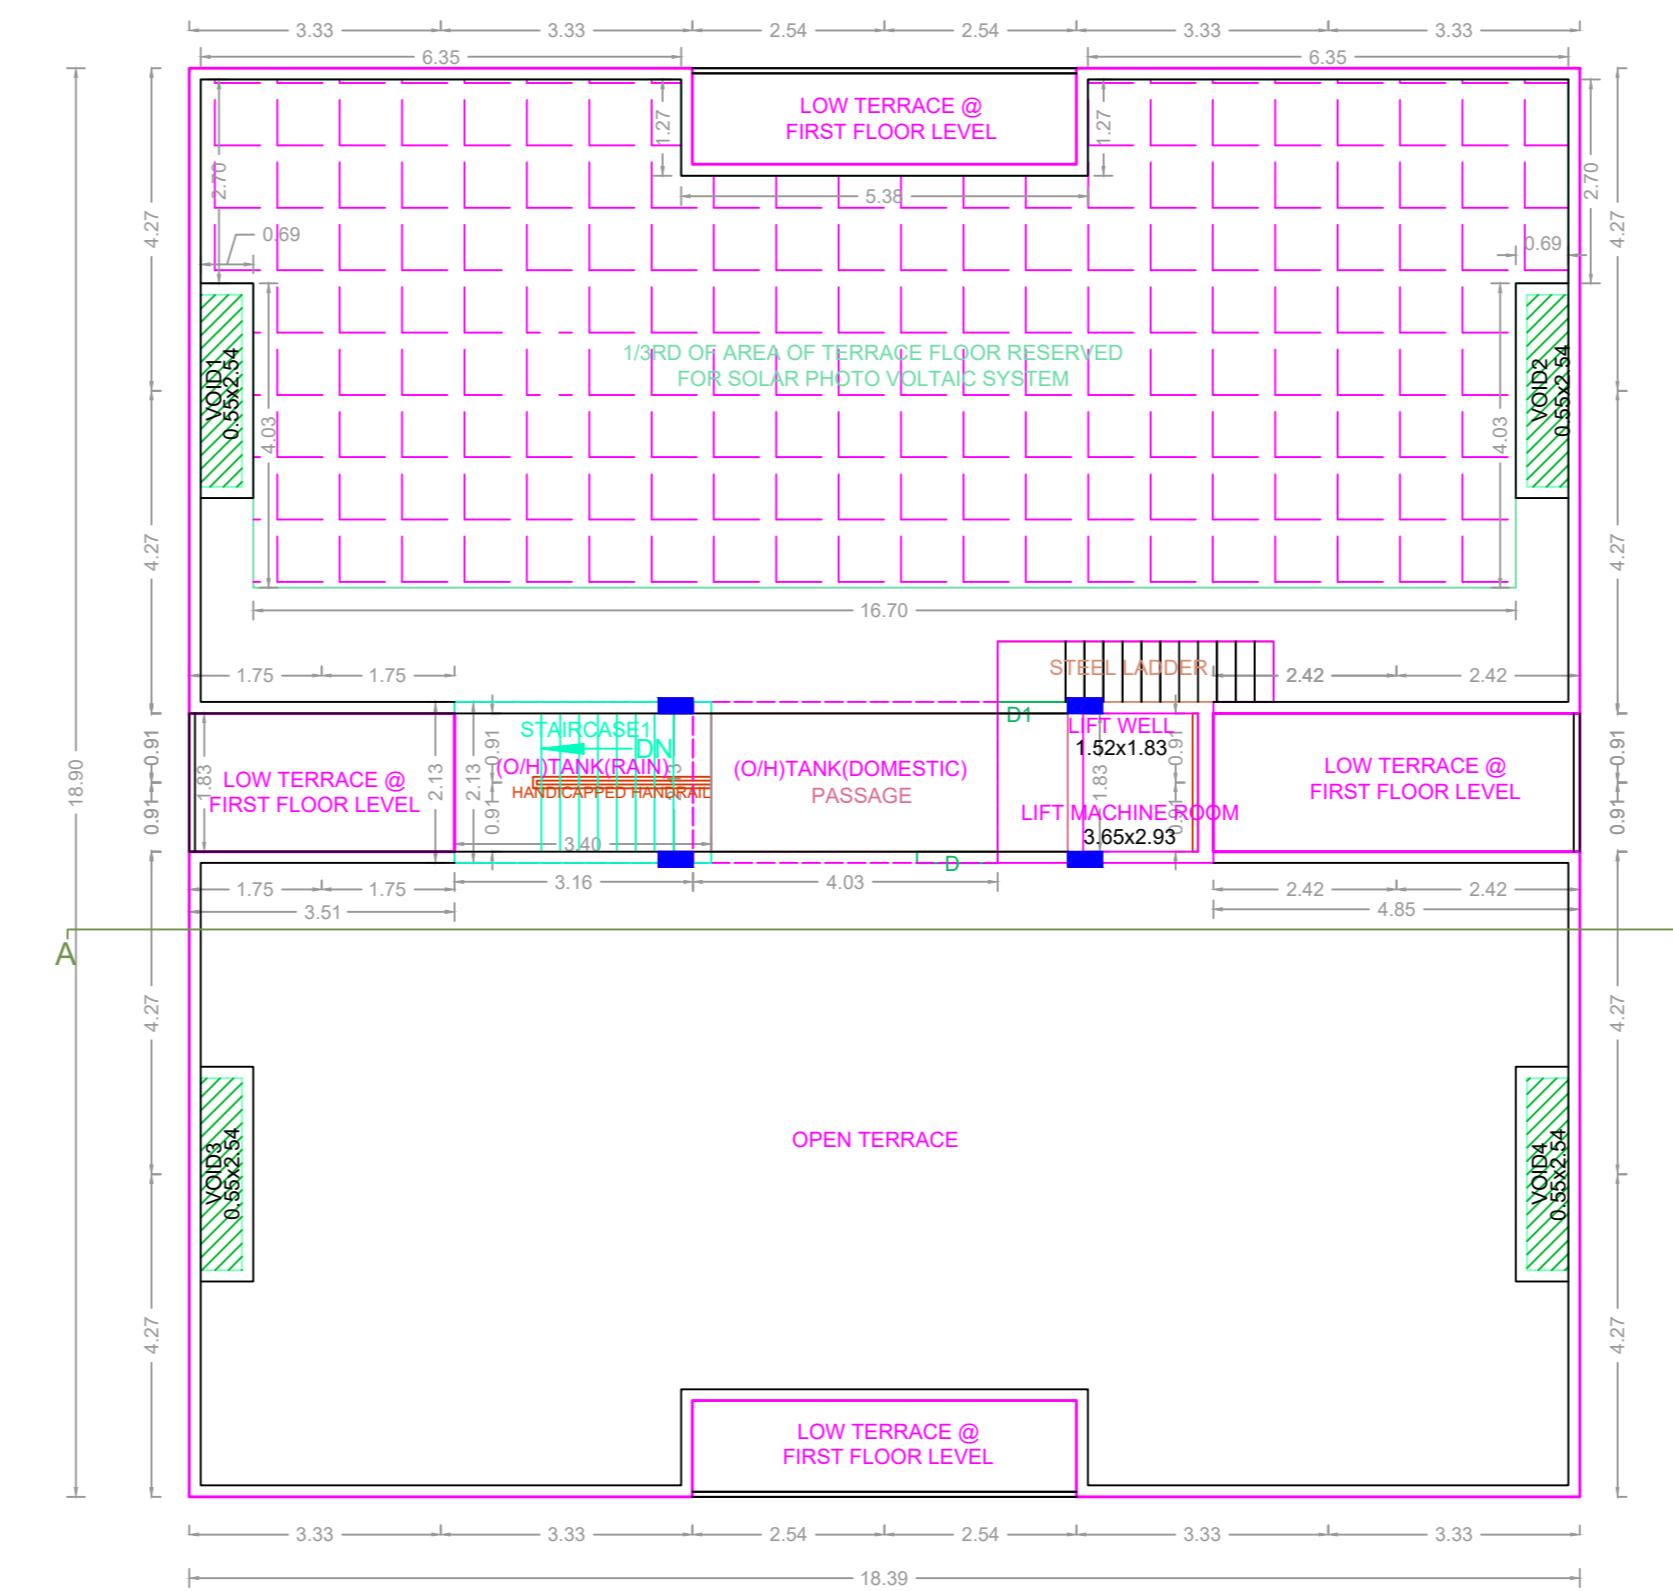 3.33 3.33 2.54 2.54 3.33 3.33
6.35 6.35
LOW TERRACE @
FIRST FLOOR LEVEL
1.27 1.27
2.70 2.70
5.38
4.27 4.27
0.69 0.69
VOID1
0.55x2.54
VOID2
0.55x2.54
1/3RD OF AREA OF TERRACE FLOOR RESERVED
FOR SOLAR PHOTO VOLTAIC SYSTEM
4.03 4.03
4.27 4.27
16.70
STEEL LADDER
1.75 1.75 2.42 2.42
D1
STAIRCASE1
LIFT WELL
DN
1.52x1.83
0.91 0.91 0.91 0.91
18.90
1.83 2.13 2.13 1.83
(O/H)TANK(RAIN)
(O/H)TANK(DOMESTIC)
LOW TERRACE @
FIRST FLOOR LEVEL
LOW TERRACE @
FIRST FLOOR LEVEL
HANDICAPPED HANDRAIL
PASSAGE
LIFT MACHINE ROOM
3.65x2.93
0.91 0.91 0.91 0.91
3.40
D
3.16 4.03
1.75 1.75 2.42 2.42
3.51 4.85
A
4.27 4.27
OPEN TERRACE
VOID3
0.55x2.54
VOID4
0.55x2.54
4.27 4.27
LOW TERRACE @
FIRST FLOOR LEVEL
3.33 3.33 2.54 2.54 3.33 3.33
18.39